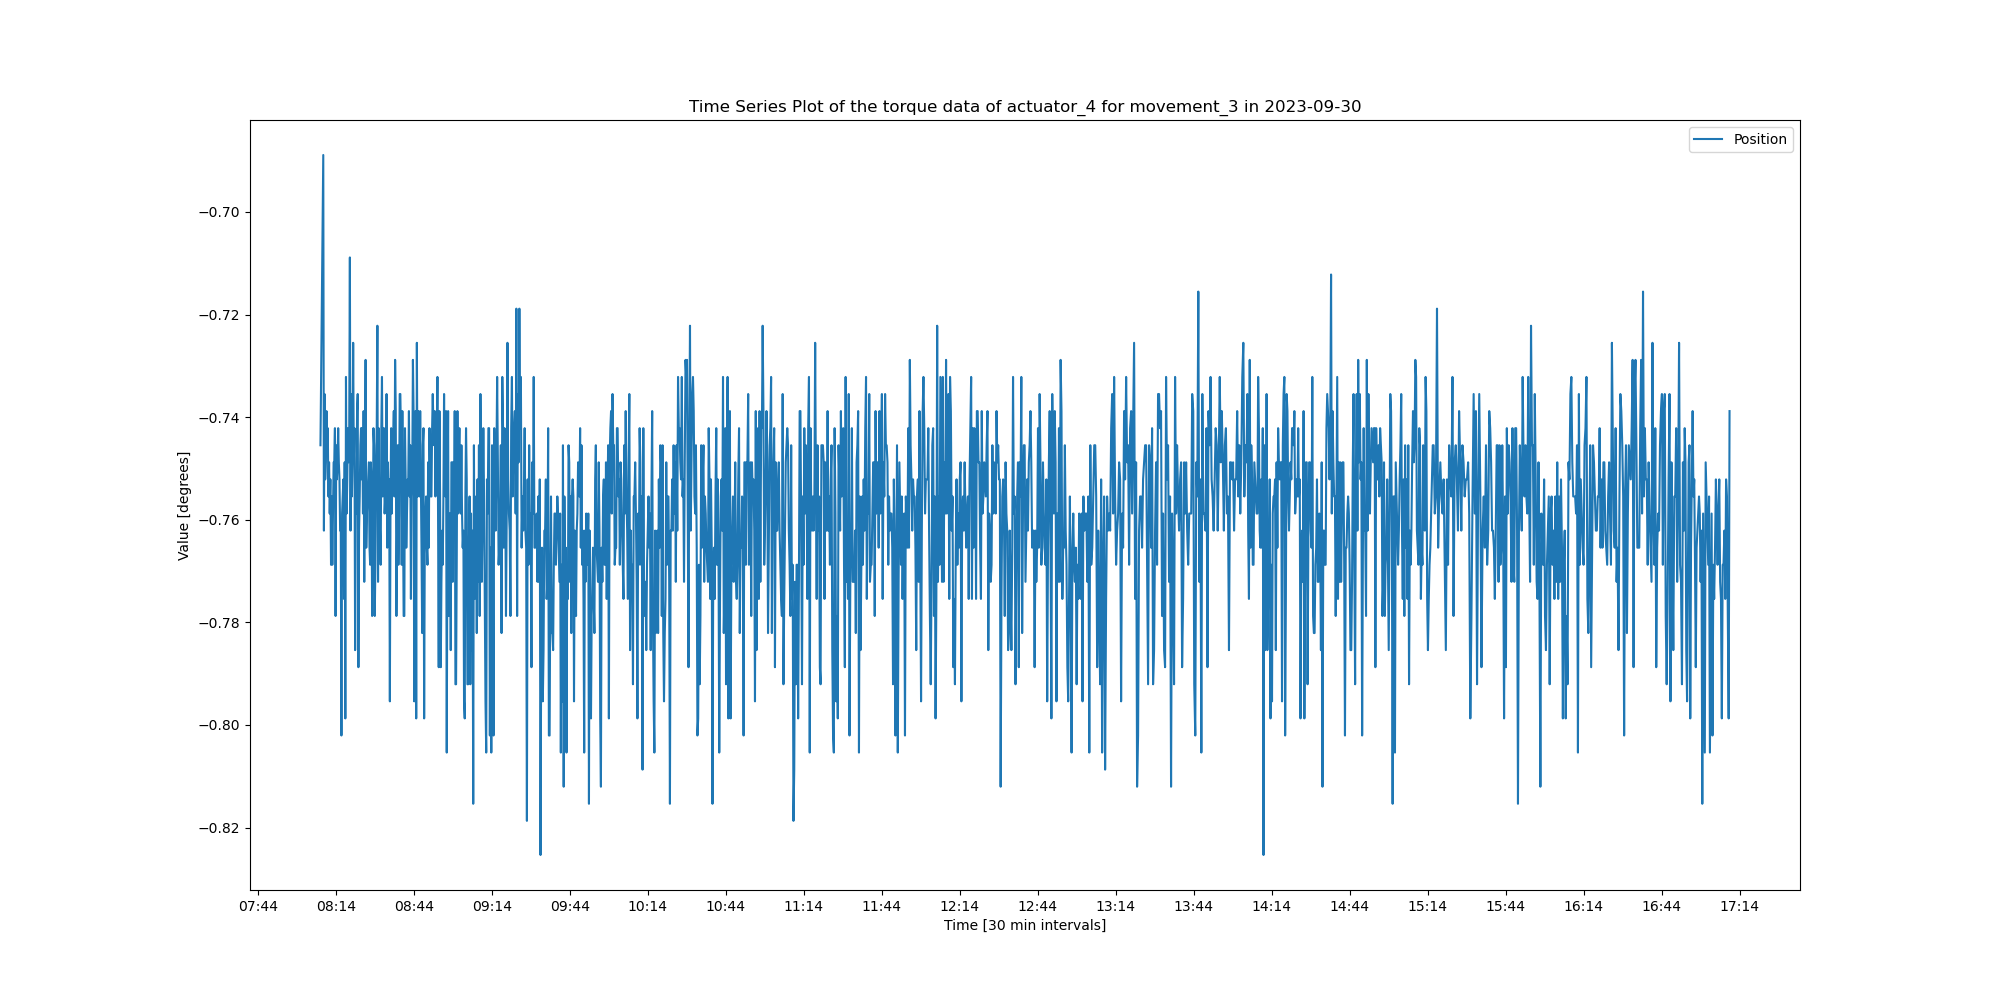 Time Series Plot of the torque data of actuator_4 for movement_3 in 2023-09-30
Position
Value [degrees]
−0.70
−0.72
−0.74
−0.76
−0.78
−0.80
−0.82
07:44 08:14 08:44 09:14 09:44 10:14 10:44 11:14 11:44 12:14 12:44 13:14 13:44 14:14 14:44 15:14 15:44 16:14 16:44 17:14
Time [30 min intervals]